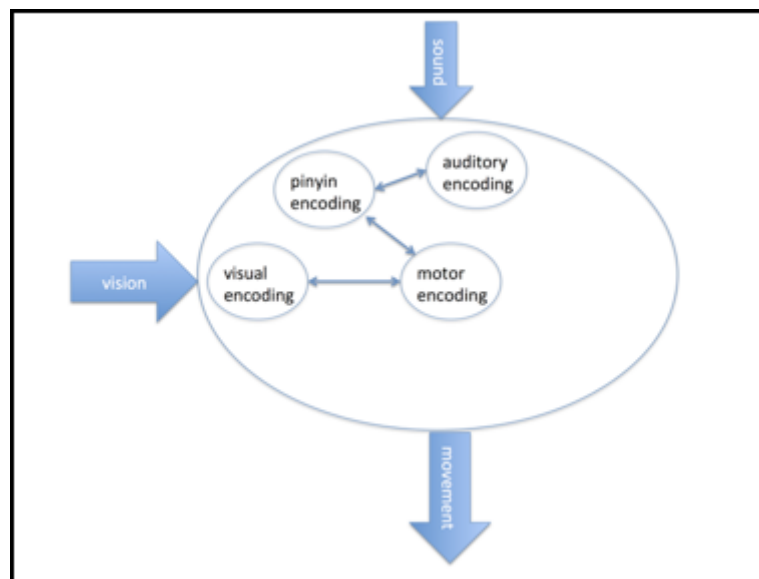 sound
auditory
encoding
pinyin
encoding
visual
encoding
motor
encoding
vision
movement